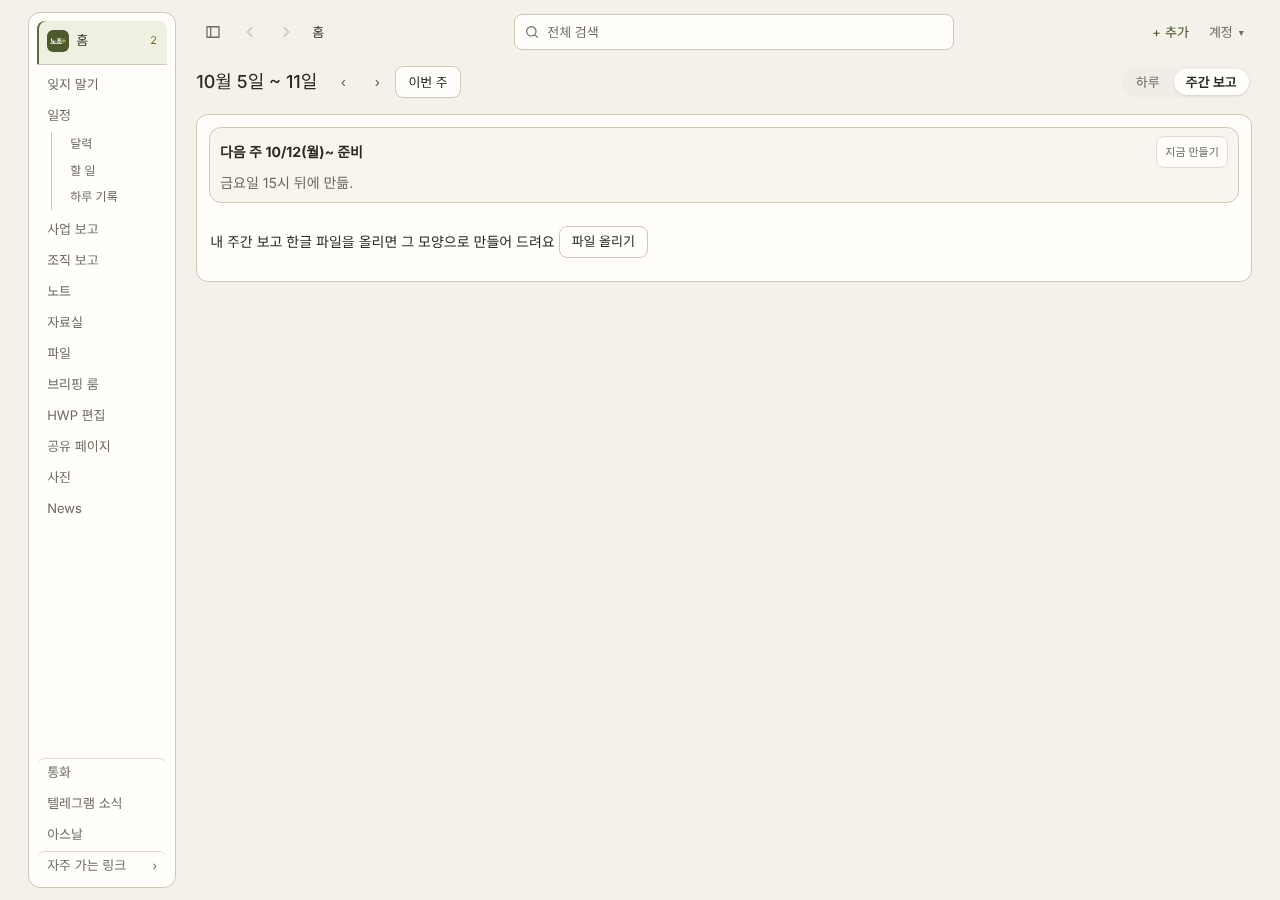 노조
홈
2
잊지 말기
일정
달력
할 일
하루 기록
사업 보고
조직 보고
노트
자료실
파일
브리핑 룸
HWP 편집
공유 페이지
사진
News
통화
텔레그램 소식
아스날
자주 가는 링크 ›
홈
전체 검색
+ 추가
계정 ▾
10월 5일 ~ 11일
‹ ›
이번 주
하루
주간 보고
다음 주 10/12(월)~ 준비
지금 만들기
금요일 15시 뒤에 만듦.
내 주간 보고 한글 파일을 올리면 그 모양으로 만들어 드려요
파일 올리기